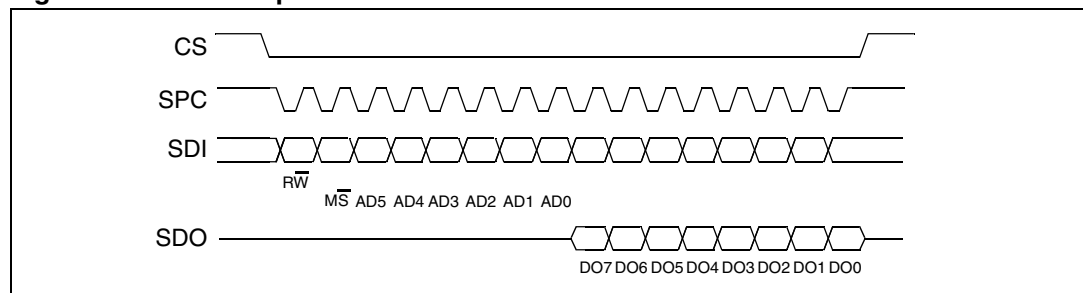 CS
SPC
SDI
RW̅
MS̅ AD5 AD4 AD3 AD2 AD1 AD0
SDO
DO7 DO6 DO5 DO4 DO3 DO2 DO1 DO0